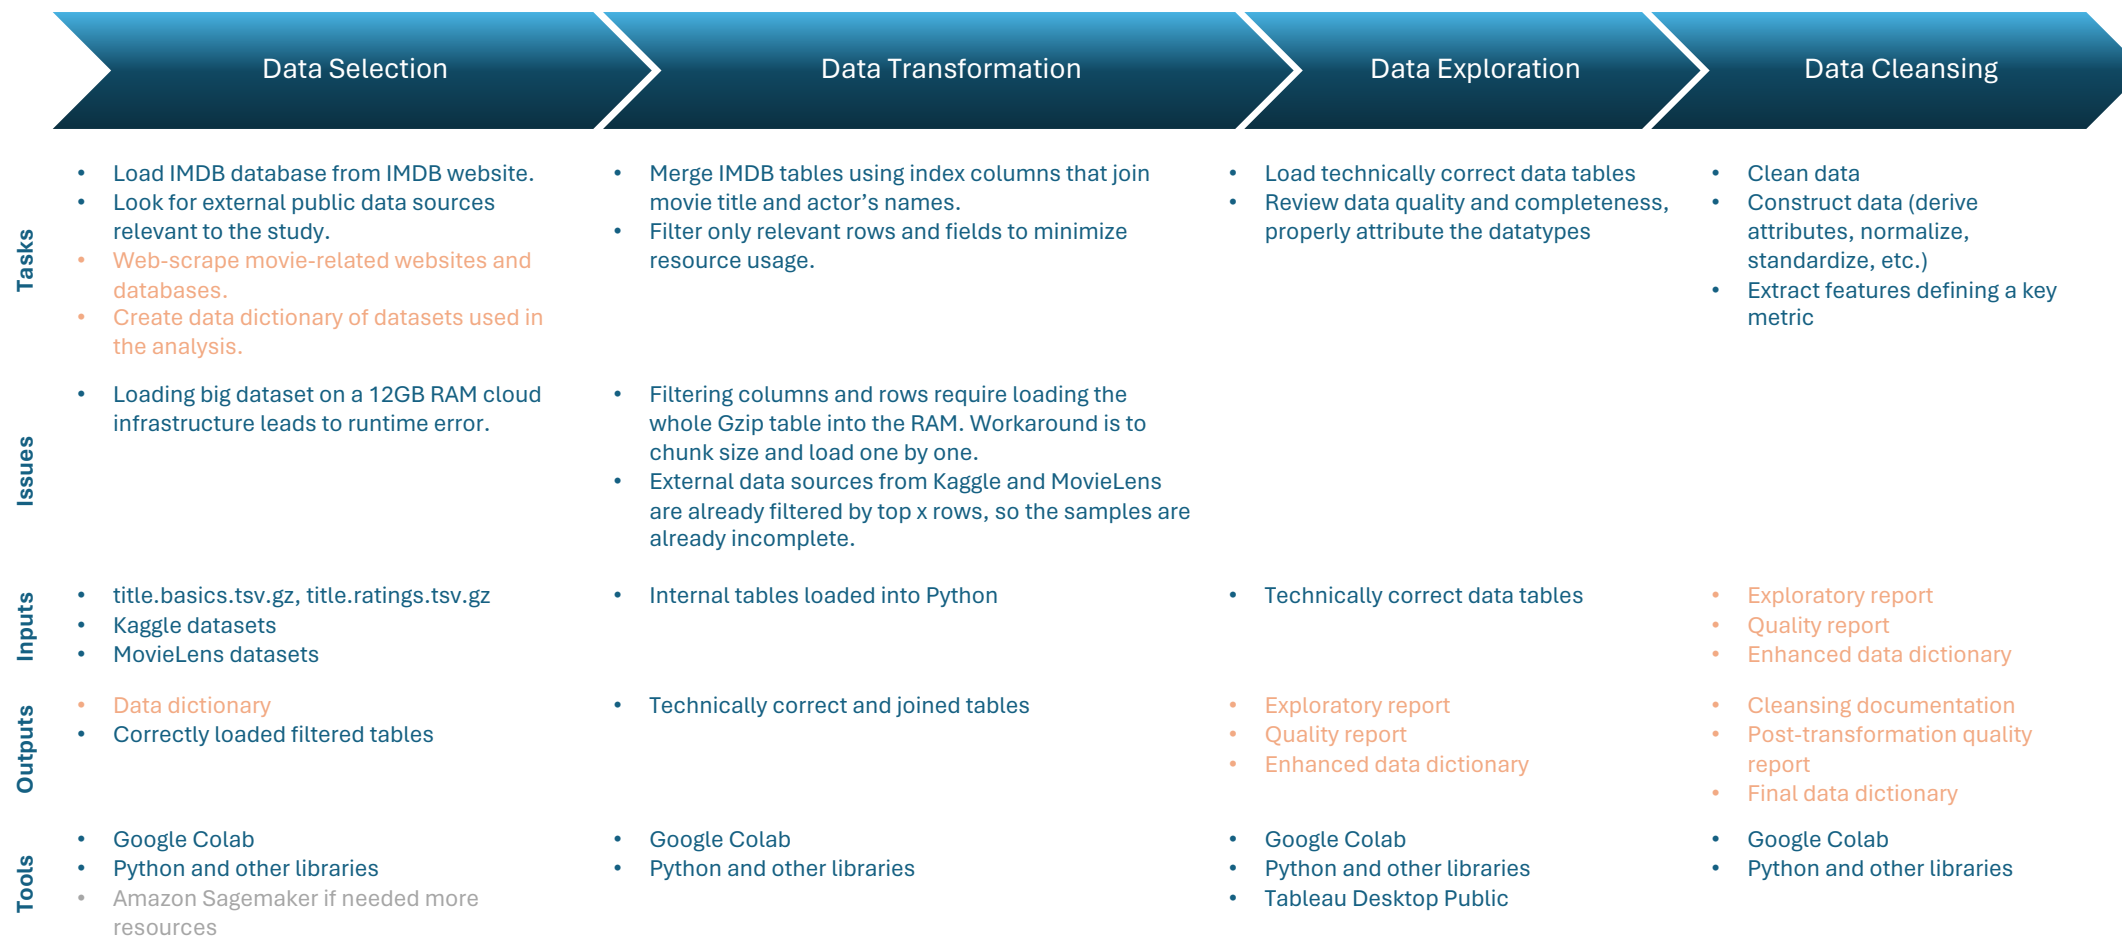 Data Selection
Data Transformation
Data Exploration
Data Cleansing
Tasks
• Load IMDB database from IMDB website.
• Look for external public data sources
relevant to the study.
• Web-scrape movie-related websites and
databases.
• Create data dictionary of datasets used in
the analysis.
• Merge IMDB tables using index columns that join
movie title and actor’s names.
• Filter only relevant rows and fields to minimize
resource usage.
• Load technically correct data tables
• Review data quality and completeness,
properly attribute the datatypes
• Clean data
• Construct data (derive
attributes, normalize,
standardize, etc.)
• Extract features defining a key
metric
Issues
• Loading big dataset on a 12GB RAM cloud
infrastructure leads to runtime error.
• Filtering columns and rows require loading the
whole Gzip table into the RAM. Workaround is to
chunk size and load one by one.
• External data sources from Kaggle and MovieLens
are already filtered by top x rows, so the samples are
already incomplete.
Inputs
• title.basics.tsv.gz, title.ratings.tsv.gz
• Kaggle datasets
• MovieLens datasets
• Internal tables loaded into Python
• Technically correct data tables
• Exploratory report
• Quality report
• Enhanced data dictionary
Outputs
• Data dictionary
• Correctly loaded filtered tables
• Technically correct and joined tables
• Exploratory report
• Quality report
• Enhanced data dictionary
• Cleansing documentation
• Post-transformation quality
report
• Final data dictionary
Tools
• Google Colab
• Python and other libraries
• Amazon Sagemaker if needed more
resources
• Google Colab
• Python and other libraries
• Google Colab
• Python and other libraries
• Tableau Desktop Public
• Google Colab
• Python and other libraries